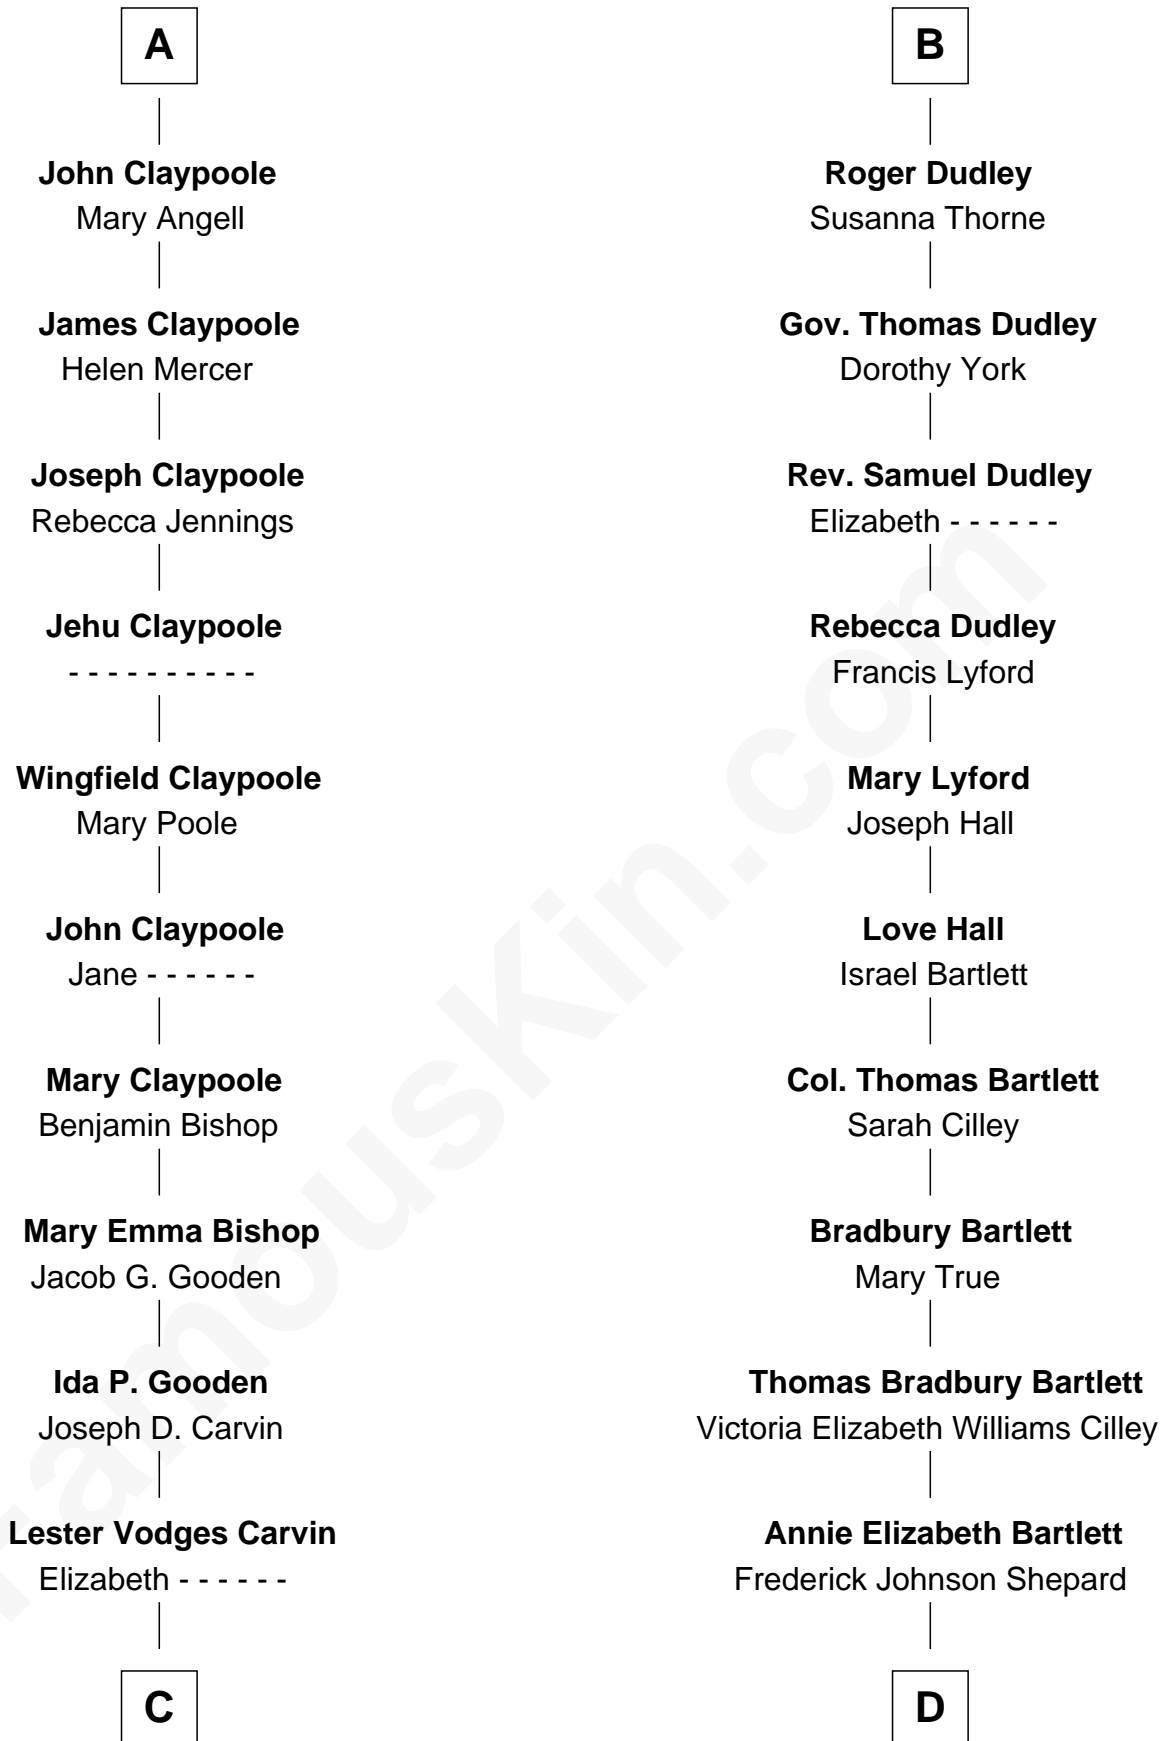 A
John Claypoole
Mary Angell
James Claypoole
Helen Mercer
Joseph Claypoole
Rebecca Jennings
Jehu Claypoole
- - - - - - - - - -
Wingfield Claypoole
Mary Poole
John Claypoole
Jane - - - - - -
Mary Claypoole
Benjamin Bishop
Mary Emma Bishop
Jacob G. Gooden
Ida P. Gooden
Joseph D. Carvin
Lester Vodges Carvin
Elizabeth - - - - - -
C
B
Roger Dudley
Susanna Thorne
Gov. Thomas Dudley
Dorothy York
Rev. Samuel Dudley
Elizabeth - - - - - -
Rebecca Dudley
Francis Lyford
Mary Lyford
Joseph Hall
Love Hall
Israel Bartlett
Col. Thomas Bartlett
Sarah Cilley
Bradbury Bartlett
Mary True
Thomas Bradbury Bartlett
Victoria Elizabeth Williams Cilley
Annie Elizabeth Bartlett
Frederick Johnson Shepard
D
FamousKin.com